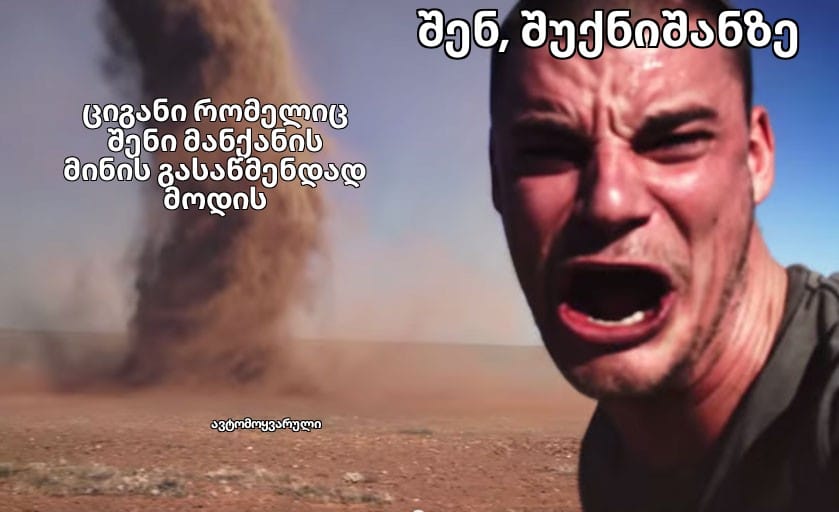 შენ, შუქნიშანზე
ციგანი რომელიც
შენი მანქანის
მინის გასაწმენდად
მოდის
ავტომოყვარული